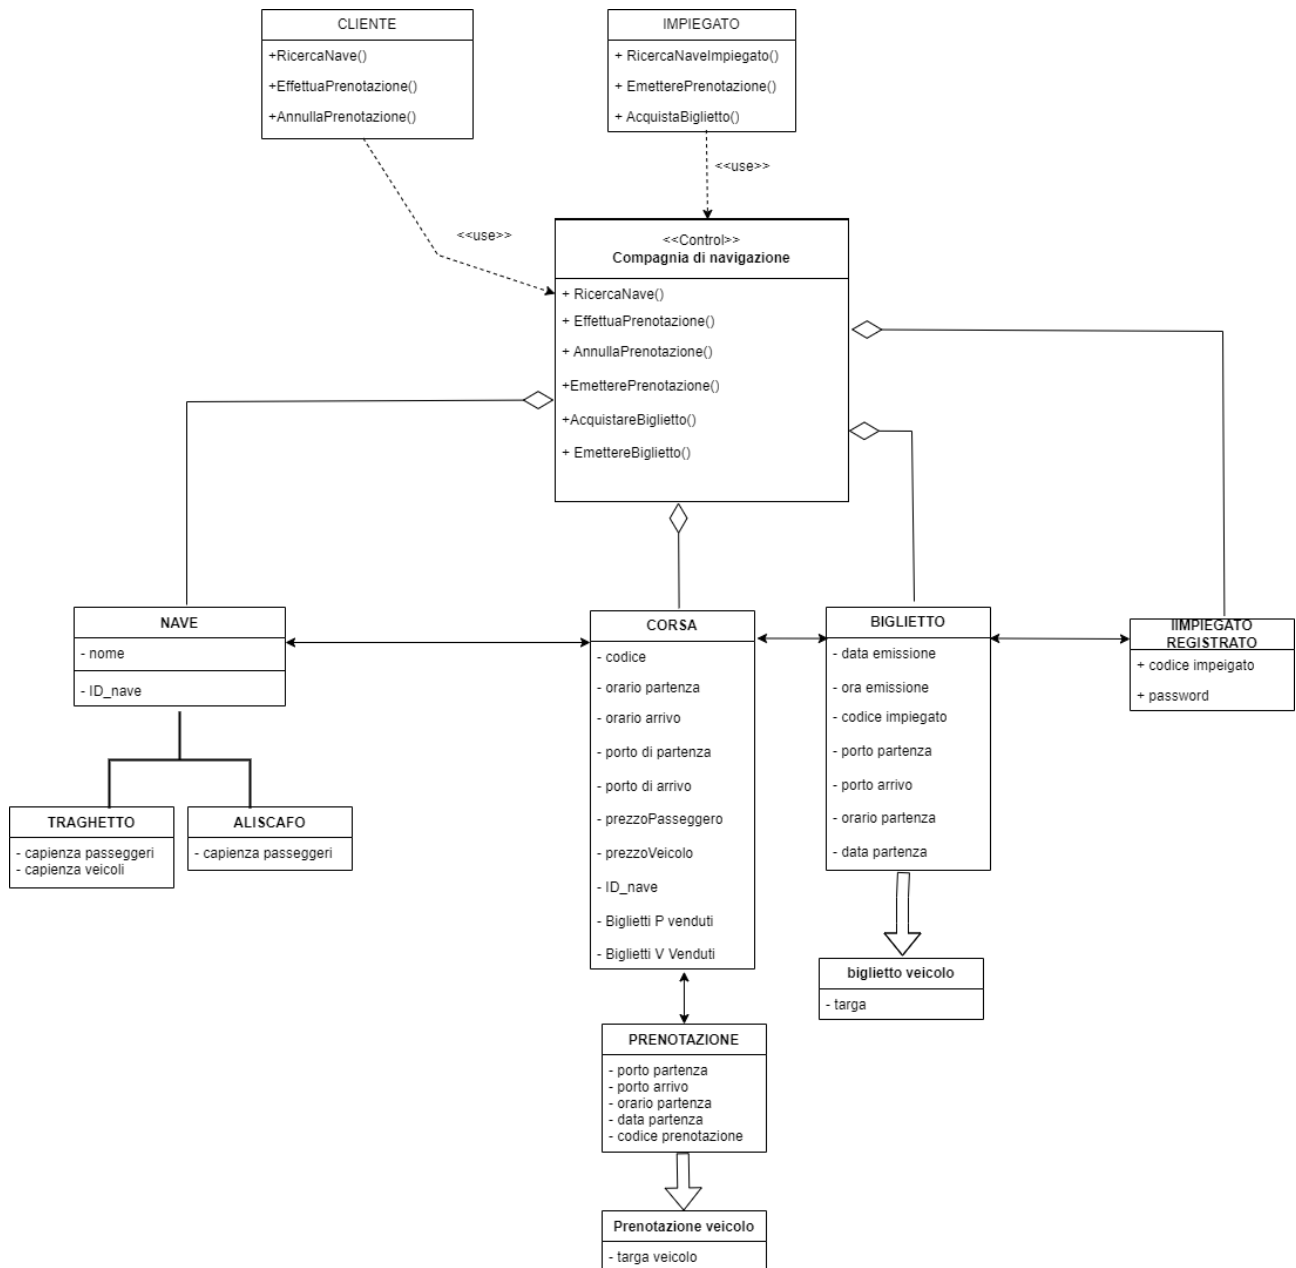 CLIENTE
+RicercaNave()
+EffettuaPrenotazione()
+AnnullaPrenotazione()
IMPIEGATO
+ RicercaNaveImpiegato()
+ EmetterePrenotazione()
+ AcquistaBiglietto()
<<use>>
<<use>>
<<Control>>
Compagnia di navigazione
+ RicercaNave()
+ EffettuaPrenotazione()
+ AnnullaPrenotazione()
+EmetterePrenotazione()
+AcquistareBiglietto()
+ EmettereBiglietto()
NAVE
- nome
- ID_nave
TRAGHETTO
- capienza passeggeri
- capienza veicoli
ALISCAFO
- capienza passeggeri
CORSA
- codice
- orario partenza
- orario arrivo
- porto di partenza
- porto di arrivo
- prezzoPasseggero
- prezzoVeicolo
- ID_nave
- Biglietti P venduti
- Biglietti V Venduti
BIGLIETTO
- data emissione
- ora emissione
- codice impiegato
- porto partenza
- porto arrivo
- orario partenza
- data partenza
IIMPIEGATO
REGISTRATO
+ codice impeigato
+ password
biglietto veicolo
- targa
PRENOTAZIONE
- porto partenza
- porto arrivo
- orario partenza
- data partenza
- codice prenotazione
Prenotazione veicolo
- targa veicolo